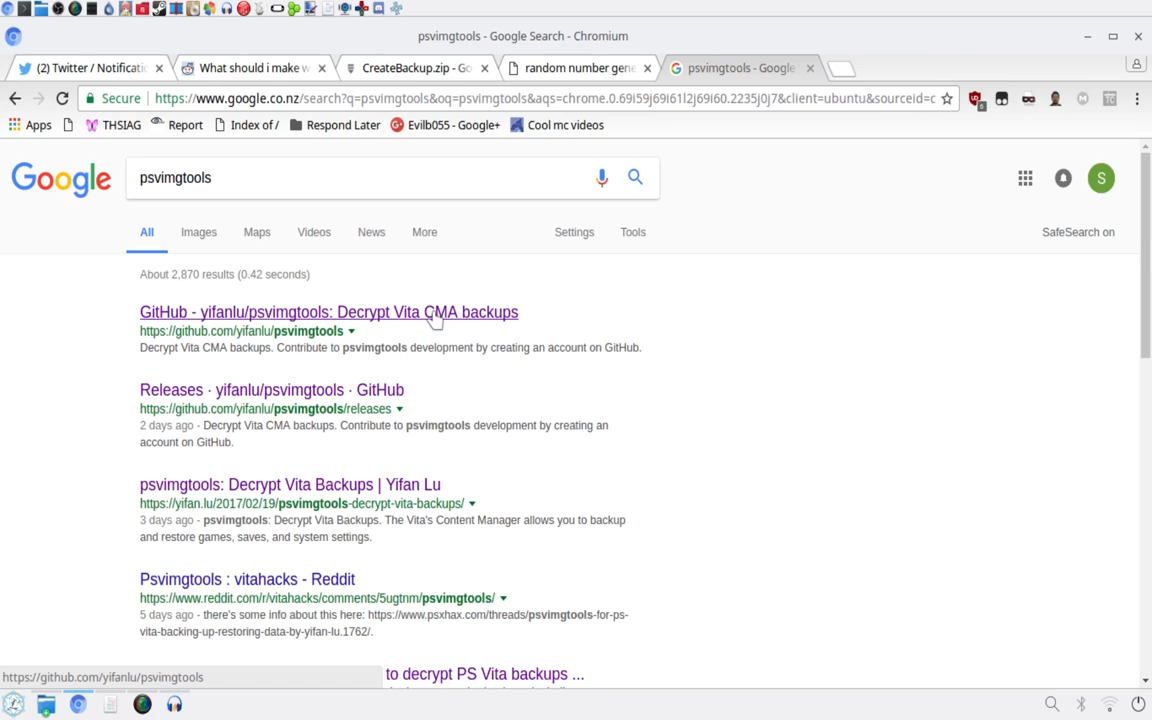 psvimgtools - Google Search - Chromium
(2) Twitter / Notificati
What should i make w
CreateBackup.zip - Go
random number gene
psvimgtools - Google
Secure
https://www.google.co.nz/search?q=psvimgtools&oq=psvimgtools&aqs=chrome.0.69i59j69i61l2j69i60.2235j0j7&client=ubuntu&sourceid=c
6
Apps
THSIAG
Report
Index of /
Respond Later
Evilb055 - Google+
Cool mc videos
Google
psvimgtools
S
All
Images
Maps
Videos
News
More
Settings
Tools
SafeSearch on
About 2,870 results (0.42 seconds)
GitHub - yifanlu/psvimgtools: Decrypt Vita CMA backups
https://github.com/yifanlu/psvimgtools
Decrypt Vita CMA backups. Contribute to psvimgtools development by creating an account on GitHub.
Releases · yifanlu/psvimgtools · GitHub
https://github.com/yifanlu/psvimgtools/releases
2 days ago - Decrypt Vita CMA backups. Contribute to psvimgtools development by creating an
account on GitHub.
psvimgtools: Decrypt Vita Backups | Yifan Lu
https://yifan.lu/2017/02/19/psvimgtools-decrypt-vita-backups/
3 days ago - psvimgtools: Decrypt Vita Backups. The Vita's Content Manager allows you to backup
and restore games, saves, and system settings.
Psvimgtools : vitahacks - Reddit
https://www.reddit.com/r/vitahacks/comments/5ugtnm/psvimgtools/
5 days ago - there's some info about this here: https://www.psxhax.com/threads/psvimgtools-for-ps-
vita-backing-up-restoring-data-by-yifan-lu.1762/.
to decrypt PS Vita backups ...
https://github.com/yifanlu/psvimgtools